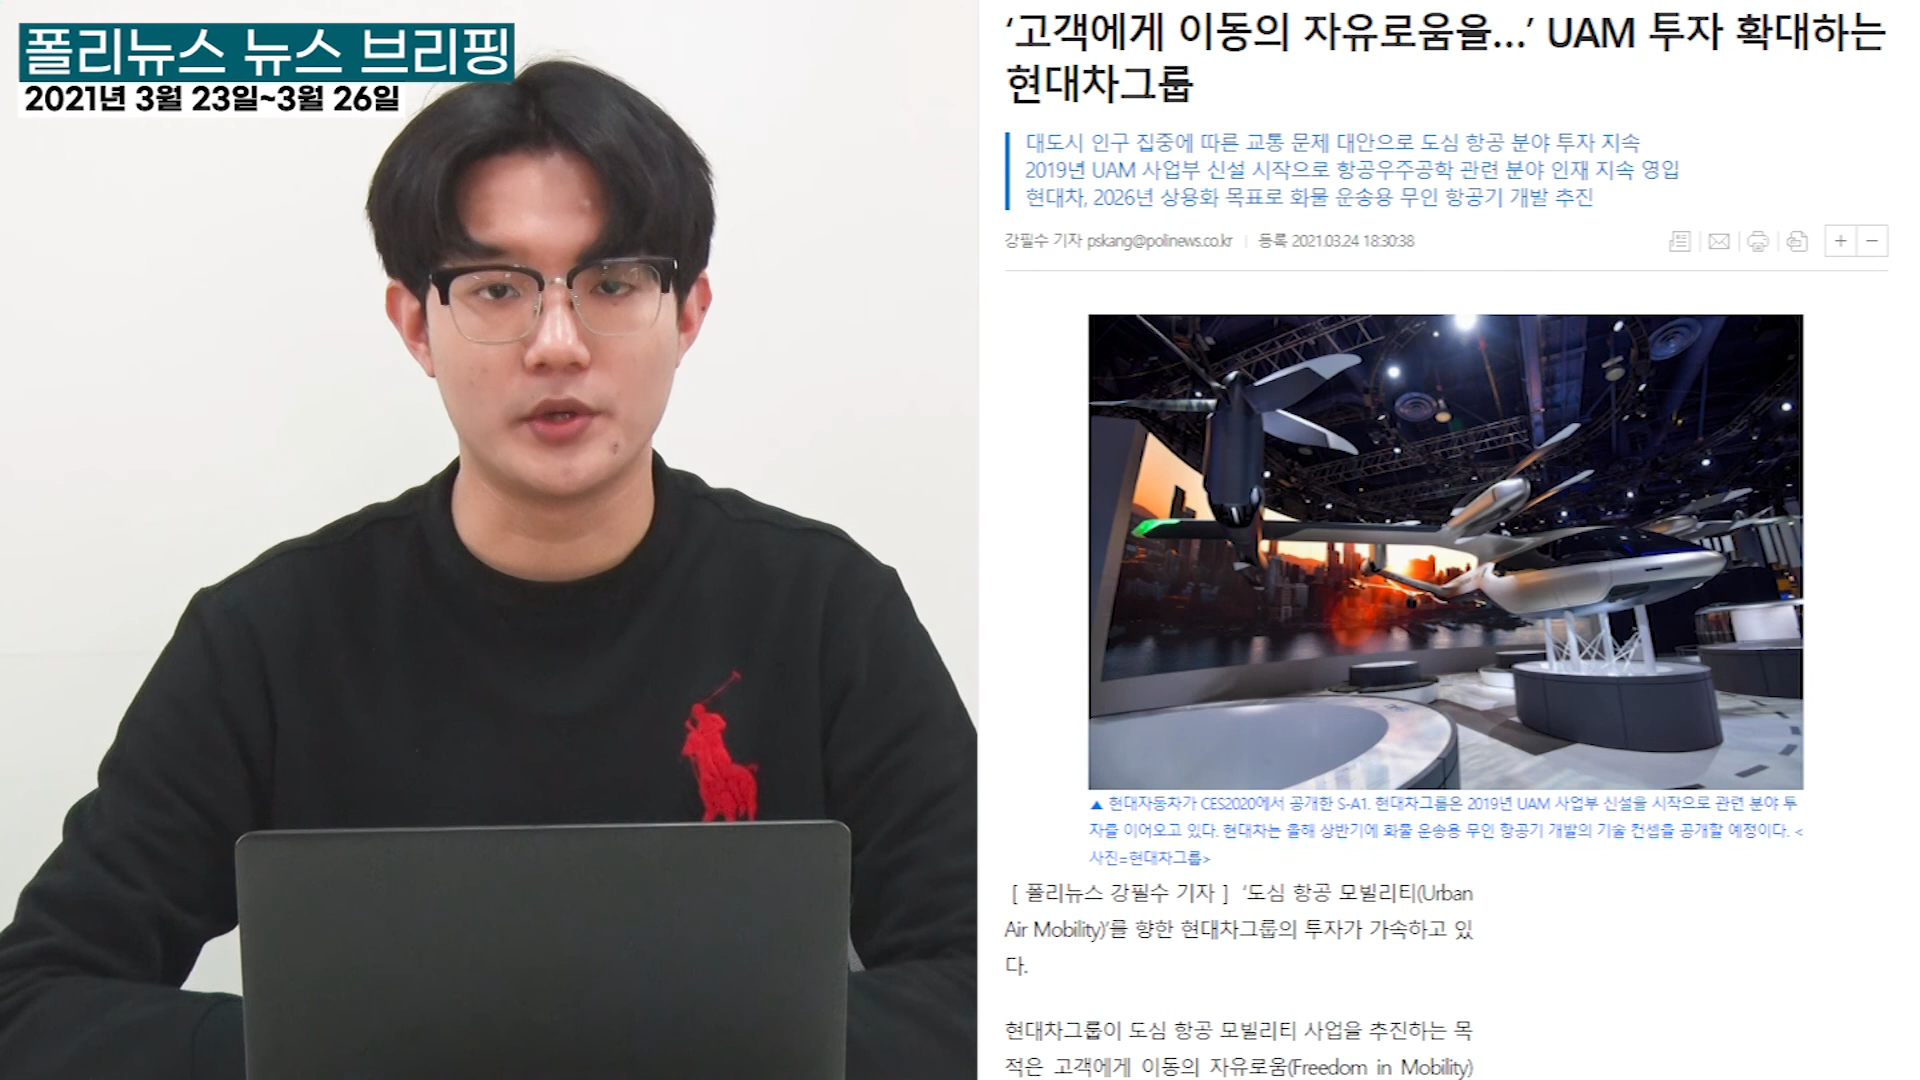 폴리뉴스 뉴스 브리핑
2021년 3월 23일~3월 26일
‘고객에게 이동의 자유로움을...’ UAM 투자 확대하는
현대차그룹
대도시 인구 집중에 따른 교통 문제 대안으로 도심 항공 분야 투자 지속
2019년 UAM 사업부 신설 시작으로 항공우주공학 관련 분야 인재 지속 영입
현대차, 2026년 상용화 목표로 화물 운송용 무인 항공기 개발 추진
강필수 기자 pskang@polinews.co.kr | 등록 2021.03.24 18:30:38
▲ 현대자동차가 CES2020에서 공개한 S-A1. 현대차그룹은 2019년 UAM 사업부 신설을 시작으로 관련 분야 투
자를 이어오고 있다. 현대차는 올해 상반기에 화물 운송용 무인 항공기 개발의 기술 컨셉을 공개할 예정이다. <
사진=현대차그룹>
[ 폴리뉴스 강필수 기자 ] ‘도심 항공 모빌리티(Urban
Air Mobility)’를 향한 현대차그룹의 투자가 가속하고 있
다.
현대차그룹이 도심 항공 모빌리티 사업을 추진하는 목
적은 고객에게 이동의 자유로움(Freedom in Mobility)